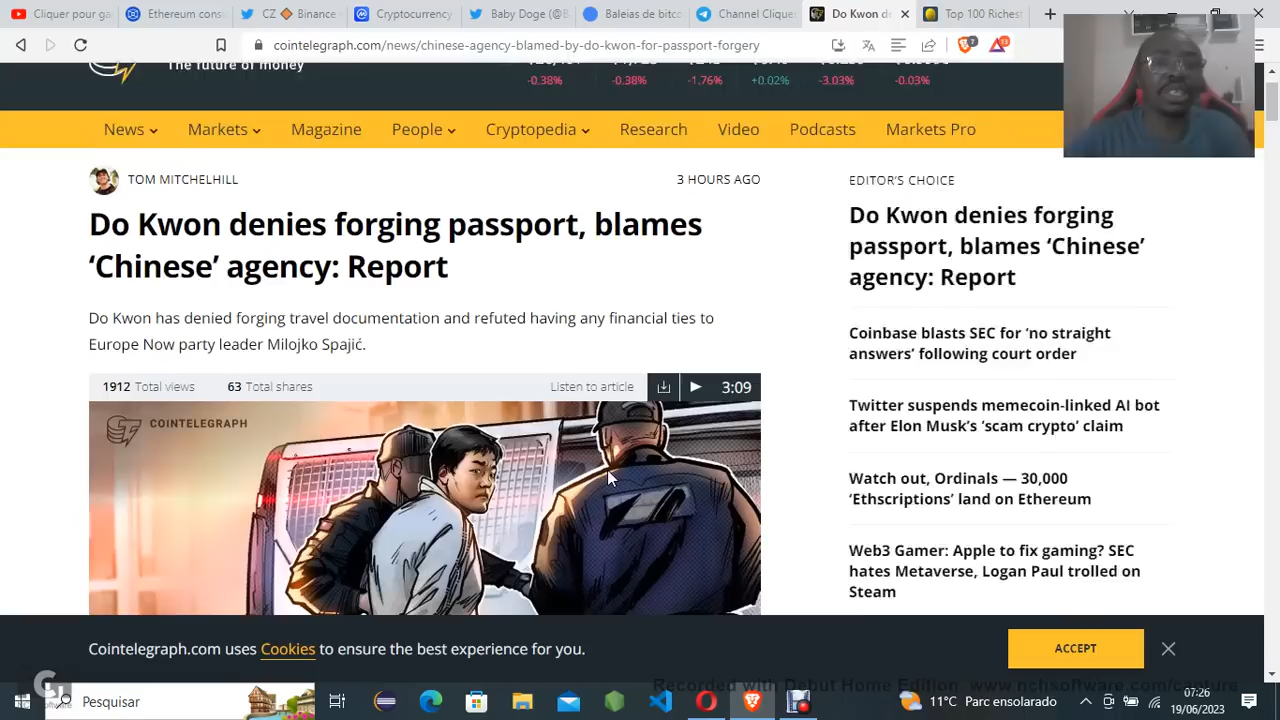 Cliquer pour ga
Ethereum cons
CZ Binance
Cryptocurrency
Baby Doge (@B
Baleias de bitco
Channel Clique
Do Kwon de
Top 100 Richest
cointelegraph.com/news/chinese-agency-blamed-by-do-kwon-for-passport-forgery
7
13
The future of money
-0.38%
-0.38%
-1.76%
+0.02%
-3.03%
-0.03%
News
Markets
Magazine
People
Cryptopedia
Research
Video
Podcasts
Markets Pro
TOM MITCHELHILL
3 HOURS AGO
Do Kwon denies forging passport, blames
‘Chinese’ agency: Report
Do Kwon has denied forging travel documentation and refuted having any financial ties to
Europe Now party leader Milojko Spajić.
1912 Total views
63 Total shares
Listen to article
3:09
COINTELEGRAPH
EDITOR’S CHOICE
Do Kwon denies forging
passport, blames ‘Chinese’
agency: Report
Coinbase blasts SEC for ‘no straight
answers’ following court order
Twitter suspends memecoin-linked AI bot
after Elon Musk’s ‘scam crypto’ claim
Watch out, Ordinals — 30,000
‘Ethscriptions’ land on Ethereum
Web3 Gamer: Apple to fix gaming? SEC
hates Metaverse, Logan Paul trolled on
Steam
Cointelegraph.com uses Cookies to ensure the best experience for you.
ACCEPT
Recorded with Debut Home Edition www.nchsoftware.com/capture
Pesquisar
11°C Parc ensolarado
07:26
19/06/2023